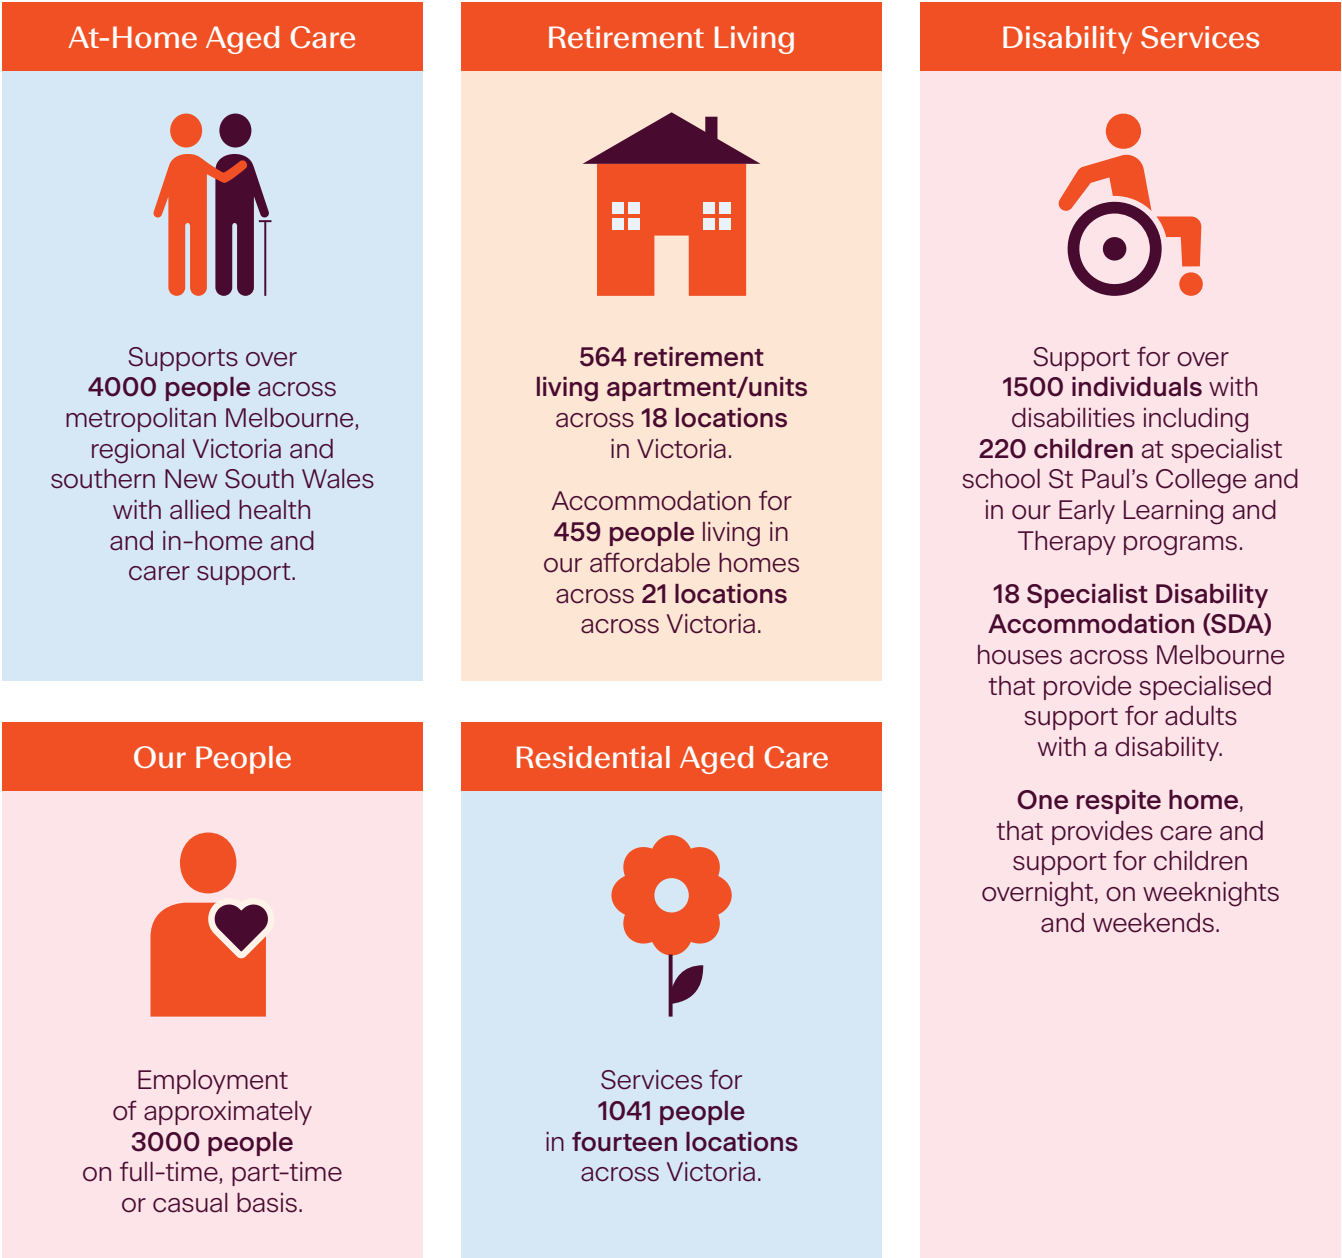 At-Home Aged Care
Supports over
4000 people across
metropolitan Melbourne,
regional Victoria and
southern New South Wales
with allied health
and in-home and
carer support.
Retirement Living
564 retirement
living apartment/units
across 18 locations
in Victoria.
Accommodation for
459 people living in
our affordable homes
across 21 locations
across Victoria.
Disability Services
Support for over
1500 individuals with
disabilities including
220 children at specialist
school St Paul’s College and
in our Early Learning and
Therapy programs.
18 Specialist Disability
Accommodation (SDA)
houses across Melbourne
that provide specialised
support for adults
with a disability.
One respite home,
that provides care and
support for children
overnight, on weeknights
and weekends.
Our People
Employment
of approximately
3000 people
on full-time, part-time
or casual basis.
Residential Aged Care
Services for
1041 people
in fourteen locations
across Victoria.